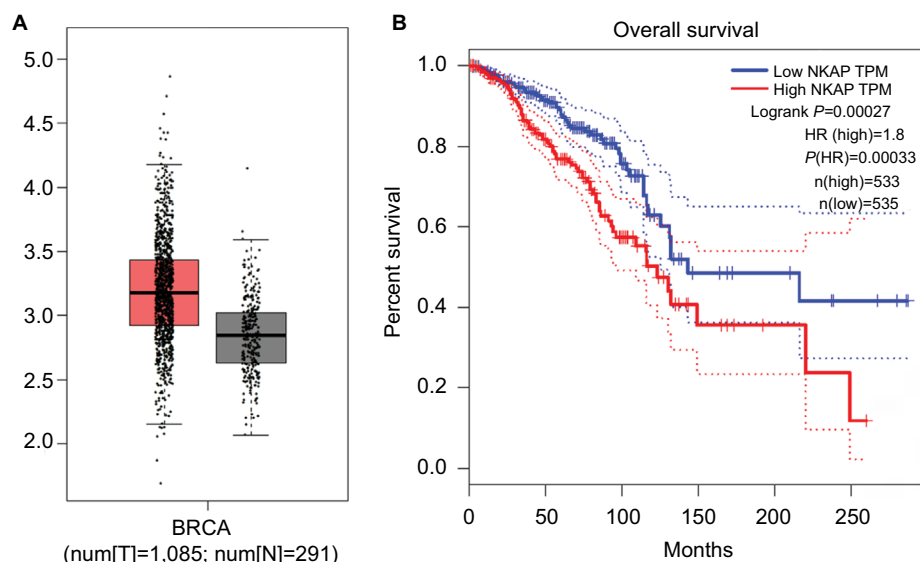 A
5.0
4.5
4.0
3.5
3.0
2.5
2.0
BRCA
(num[T]=1,085; num[N]=291)
B
Overall survival
Percent survival
1.0
0.8
0.6
0.4
0.2
0.0
Low NKAP TPM
High NKAP TPM
Logrank P=0.00027
HR (high)=1.8
P(HR)=0.00033
n(high)=533
n(low)=535
0 50 100 150 200 250
Months